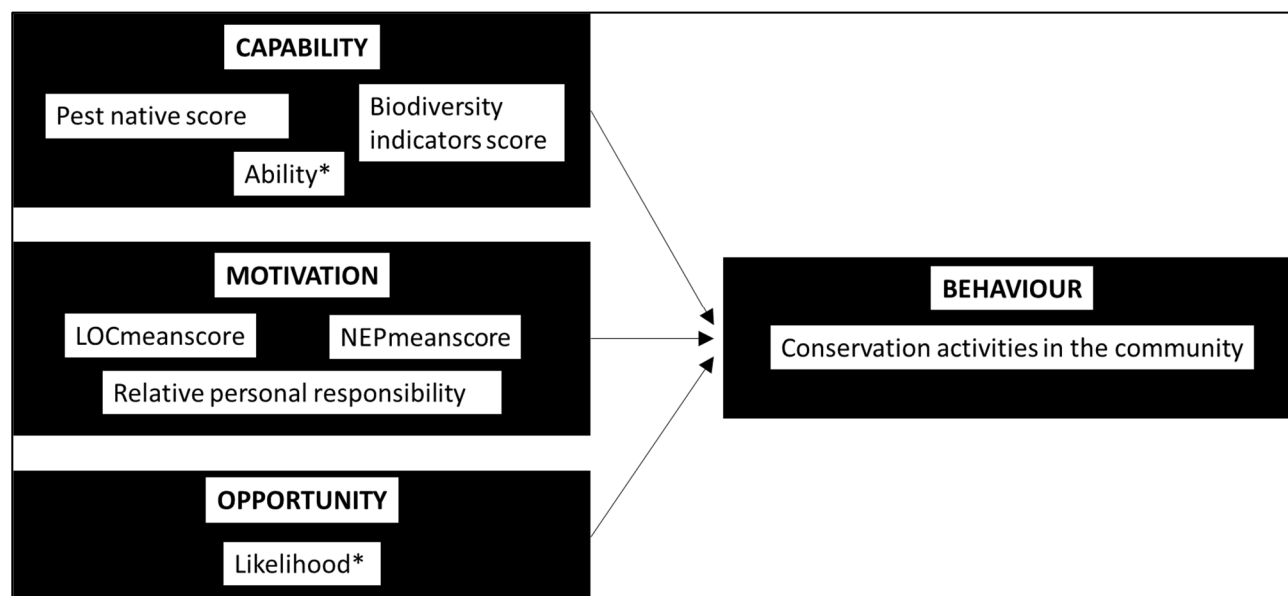 CAPABILITY
Pest native score
Biodiversity
indicators score
Ability*
MOTIVATION
LOCmeanscore
NEPmeanscore
Relative personal responsibility
OPPORTUNITY
Likelihood*
BEHAVIOUR
Conservation activities in the community